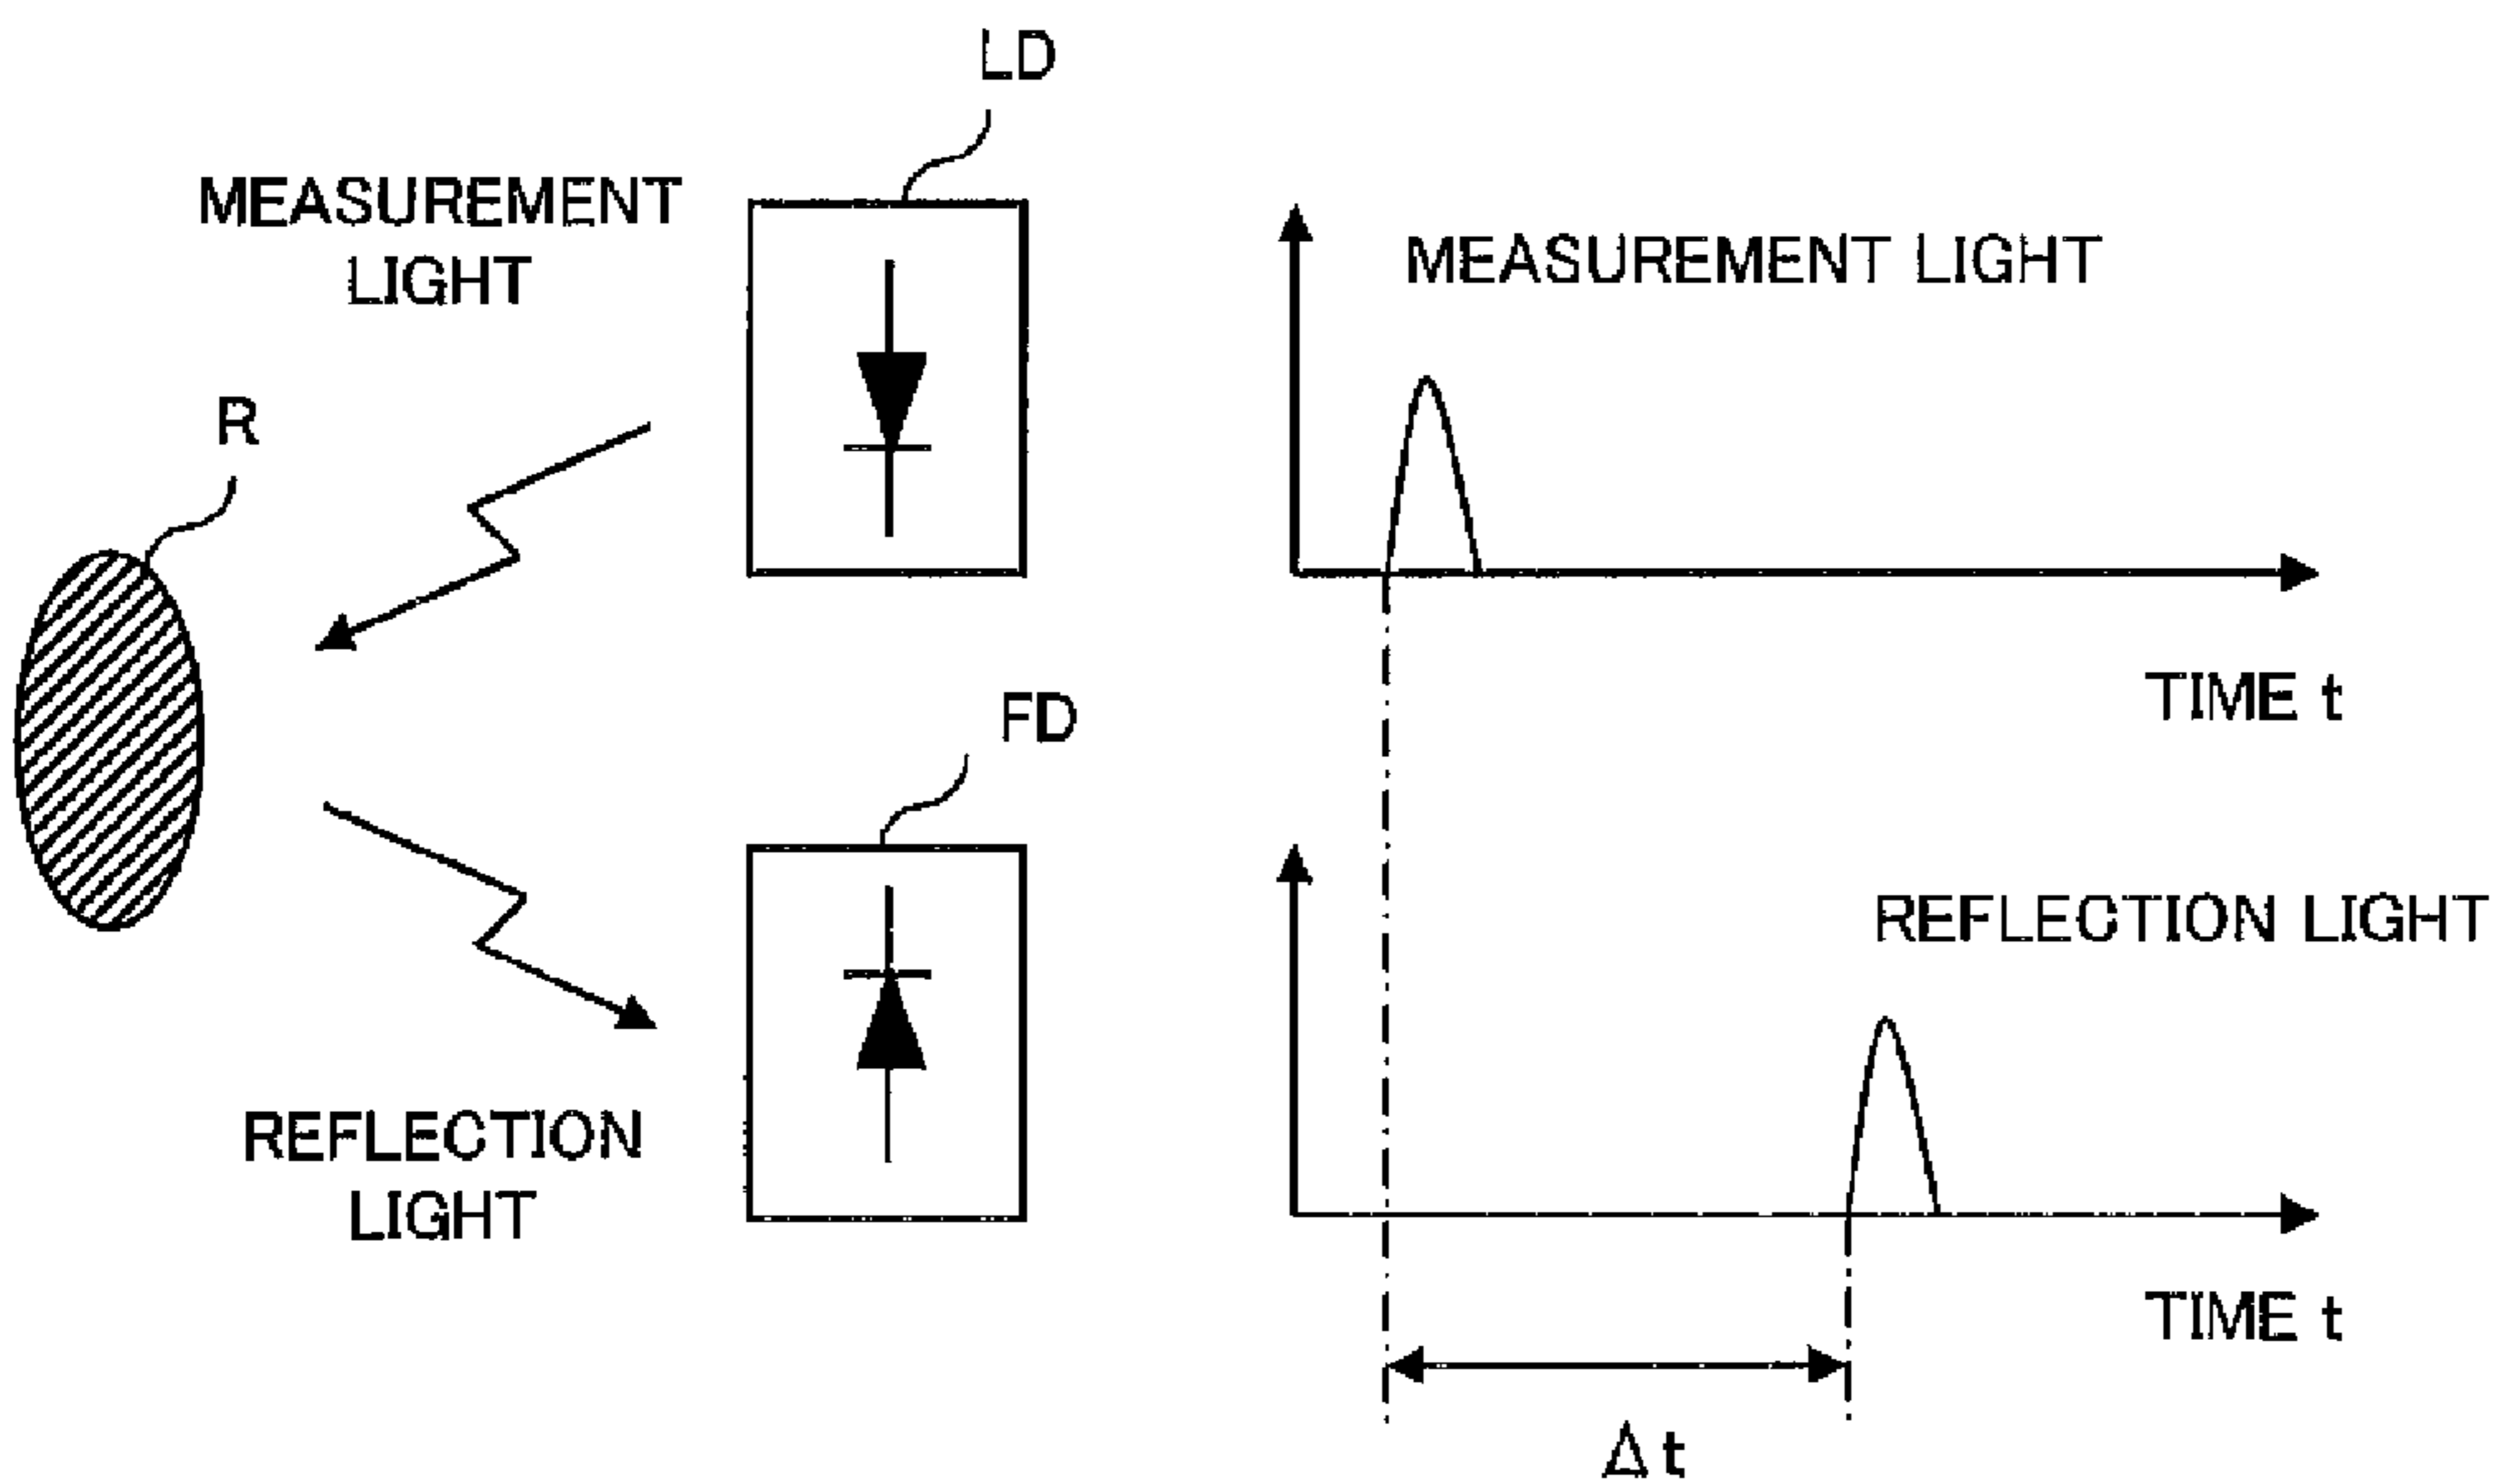 LD
MEASUREMENT
LIGHT
R
MEASUREMENT LIGHT
TIME t
FD
REFLECTION LIGHT
REFLECTION
LIGHT
TIME t
Δt